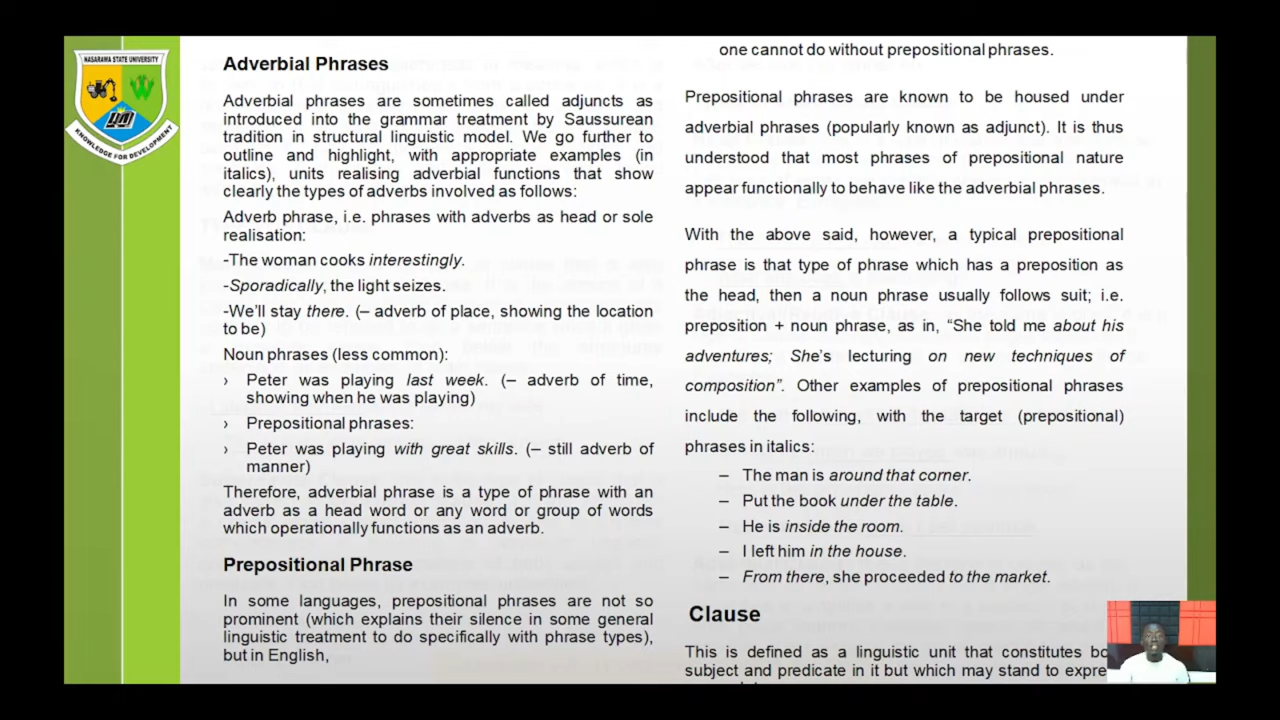 NASARAWA STATE UNIVERSITY
KNOWLEDGE FOR DEVELOPMENT
Adverbial Phrases
Adverbial phrases are sometimes called adjuncts as
introduced into the grammar treatment by Saussurean
tradition in structural linguistic model. We go further to
outline and highlight, with appropriate examples (in
italics), units realising adverbial functions that show
clearly the types of adverbs involved as follows:
Adverb phrase, i.e. phrases with adverbs as head or sole
realisation:
-The woman cooks interestingly.
-Sporadically, the light seizes.
-We'll stay there. (– adverb of place, showing the location
to be)
Noun phrases (less common):
› Peter was playing last week. (– adverb of time,
showing when he was playing)
› Prepositional phrases:
› Peter was playing with great skills. (– still adverb of
manner)
Therefore, adverbial phrase is a type of phrase with an
adverb as a head word or any word or group of words
which operationally functions as an adverb.
Prepositional Phrase
In some languages, prepositional phrases are not so
prominent (which explains their silence in some general
linguistic treatment to do specifically with phrase types),
but in English,
one cannot do without prepositional phrases.
Prepositional phrases are known to be housed under
adverbial phrases (popularly known as adjunct). It is thus
understood that most phrases of prepositional nature
appear functionally to behave like the adverbial phrases.
With the above said, however, a typical prepositional
phrase is that type of phrase which has a preposition as
the head, then a noun phrase usually follows suit; i.e.
preposition + noun phrase, as in, “She told me about his
adventures; She's lecturing on new techniques of
composition”. Other examples of prepositional phrases
include the following, with the target (prepositional)
phrases in italics:
– The man is around that corner.
– Put the book under the table.
– He is inside the room.
– I left him in the house.
– From there, she proceeded to the market.
Clause
This is defined as a linguistic unit that constitutes
subject and predicate in it but which may stand to